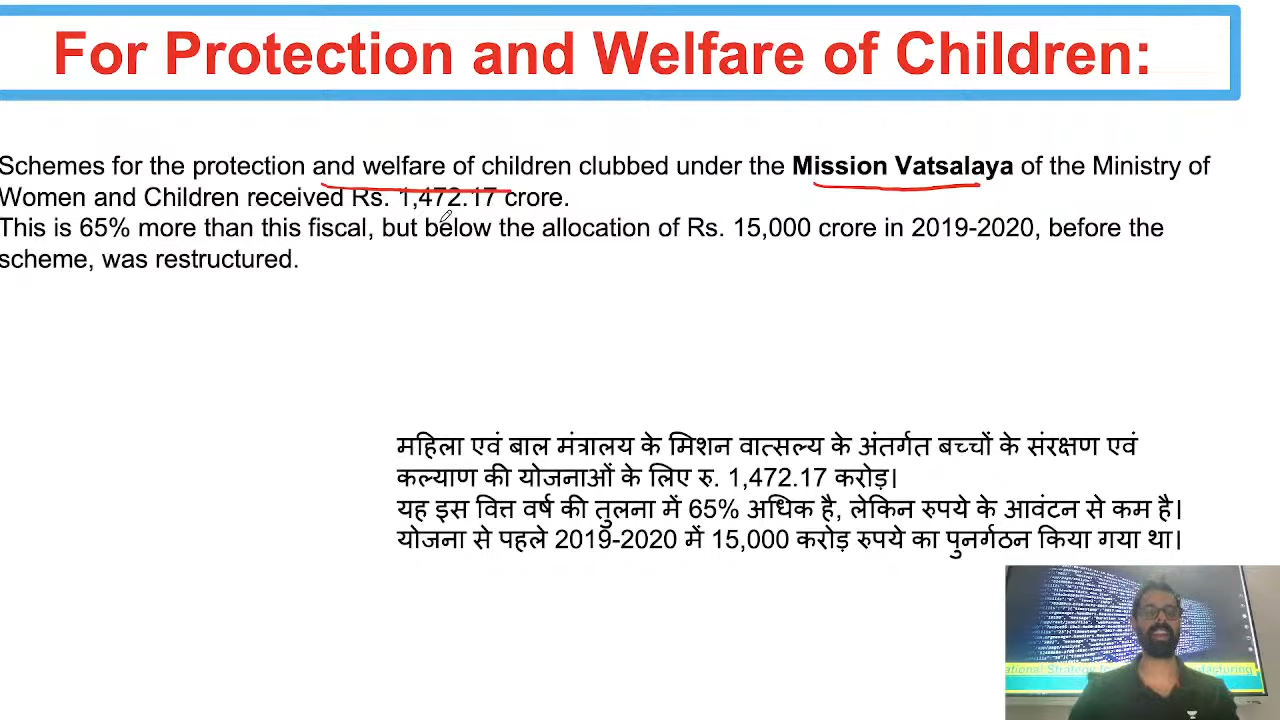 For Protection and Welfare of Children:
Schemes for the protection and welfare of children clubbed under the Mission Vatsalaya of the Ministry of
Women and Children received Rs. 1,472.17 crore.
This is 65% more than this fiscal, but below the allocation of Rs. 15,000 crore in 2019-2020, before the
scheme, was restructured.
महिला एवं बाल मंत्रालय के मिशन वात्सल्य के अंतर्गत बच्चों के संरक्षण एवं
कल्याण की योजनाओं के लिए रु. 1,472.17 करोड़।
यह इस वित्त वर्ष की तुलना में 65% अधिक है, लेकिन रुपये के आवंटन से कम है।
योजना से पहले 2019-2020 में 15,000 करोड़ रुपये का पुनर्गठन किया गया था।
ational Strategy